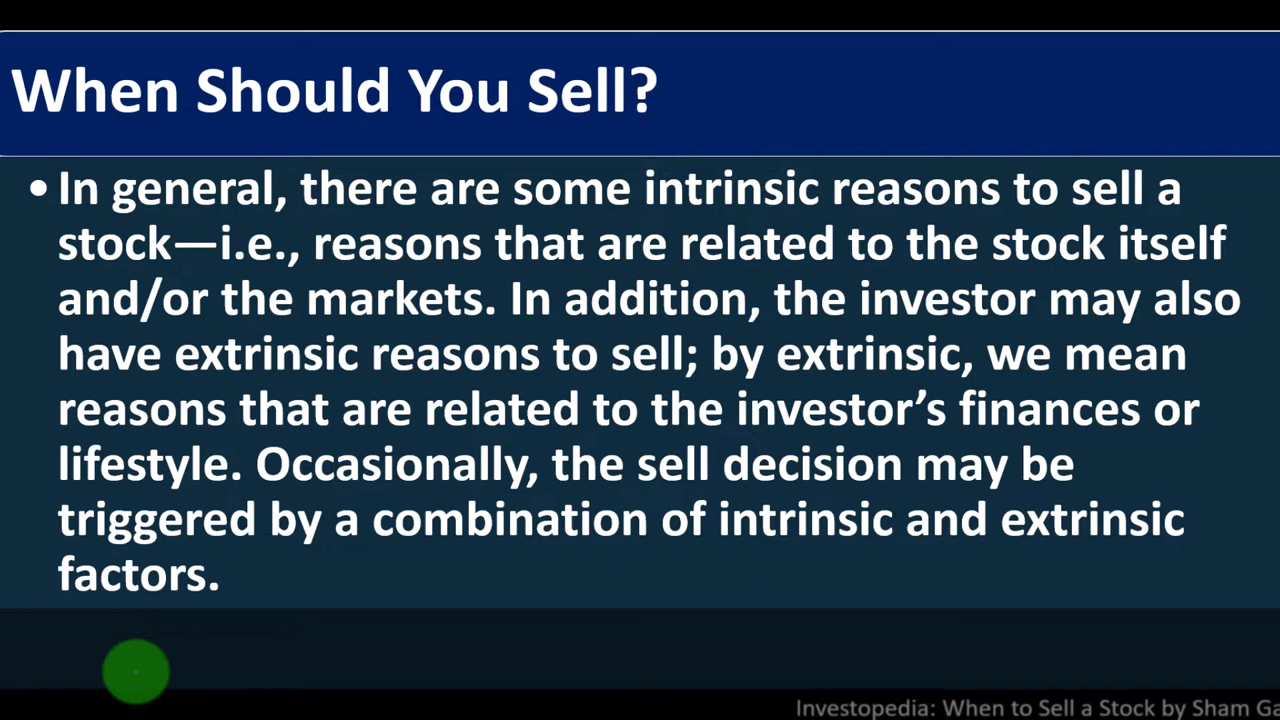 When Should You Sell?
• In general, there are some intrinsic reasons to sell a
stock—i.e., reasons that are related to the stock itself
and/or the markets. In addition, the investor may also
have extrinsic reasons to sell; by extrinsic, we mean
reasons that are related to the investor’s finances or
lifestyle. Occasionally, the sell decision may be
triggered by a combination of intrinsic and extrinsic
factors.
Investopedia: When to Sell a Stock by Sham